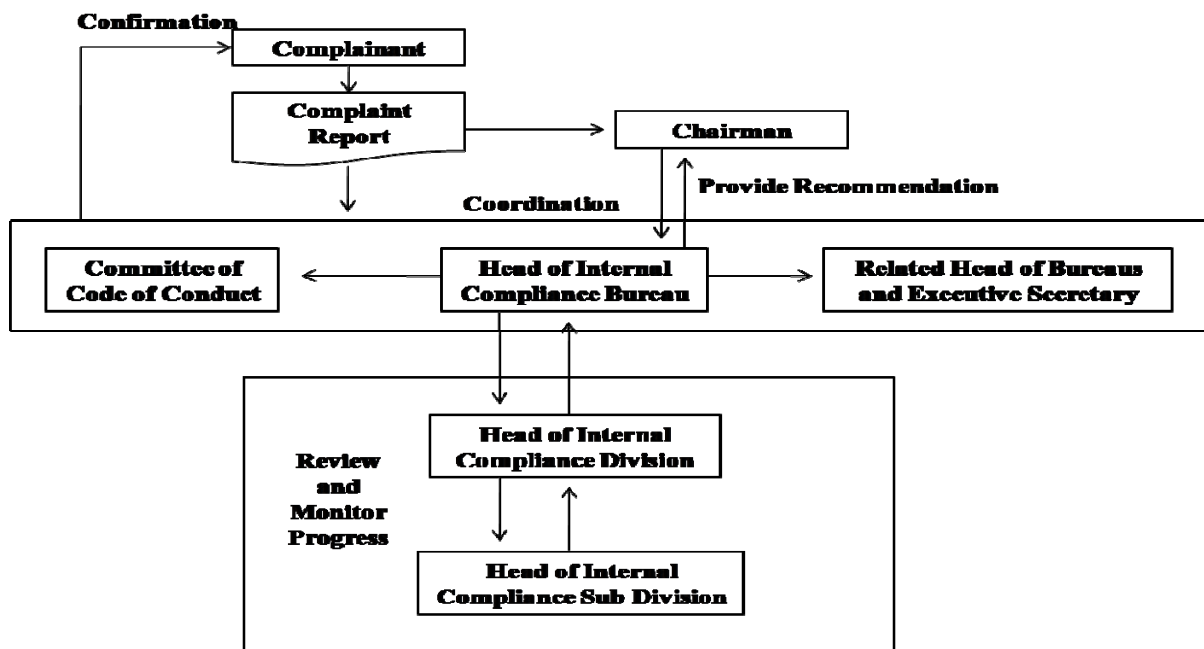 Confirmation
Complainant
Complaint
Report
Chairman
Provide Recommendation
Coordination
Committee of
Code of Conduct
Head of Internal
Compliance Bureau
Related Head of Bureaus
and Executive Secretary
Head of Internal
Compliance Division
Review
and
Monitor
Progress
Head of Internal
Compliance Sub Division